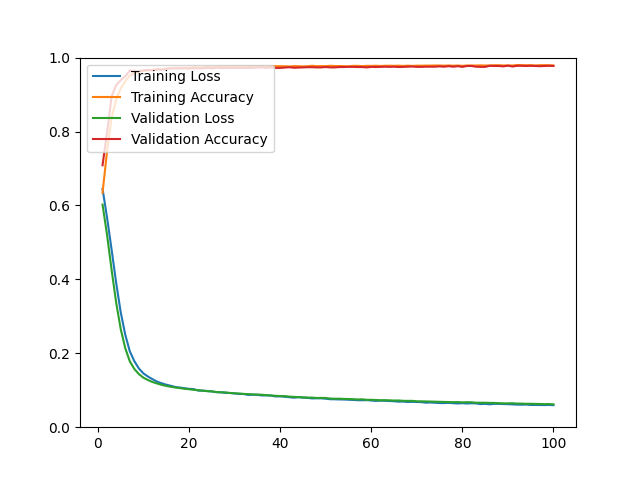 1.0
0.8
0.6
0.4
0.2
0.0
Training Loss
Training Accuracy
Validation Loss
Validation Accuracy
0 20 40 60 80 100